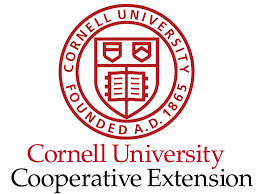 CORNELL UNIVERSITY
FOUNDED A.D. 1865
Cornell University
Cooperative Extension